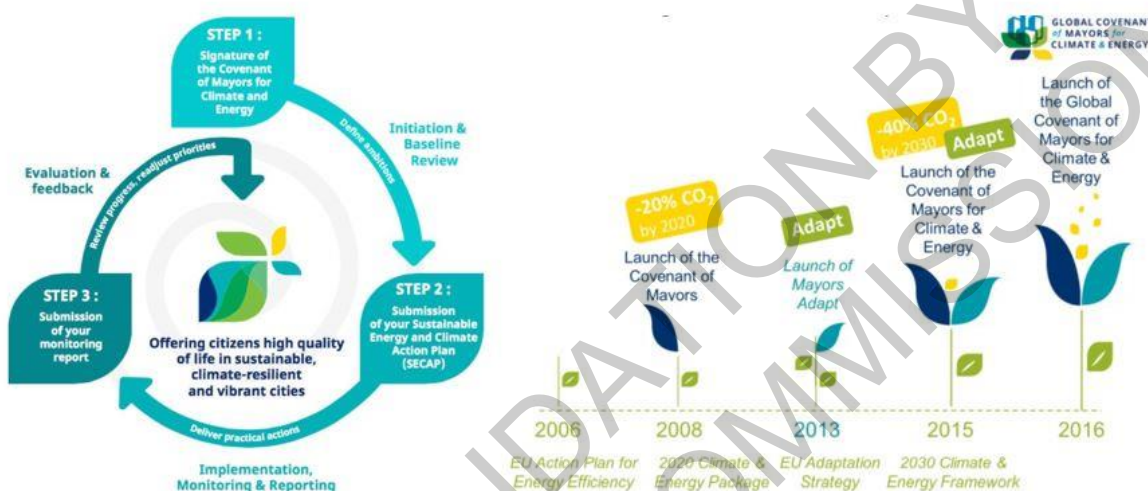 STEP 1 :
Signature of
the Covenant
of Mayors for
Climate and
Energy
Define ambitions
Initiation &
Baseline
Review
STEP 2 :
Submission
of your Sustainable
Energy and Climate
Action Plan
(SECAP)
Deliver practical actions
Implementation,
Monitoring & Reporting
STEP 3 :
Submission
of your
monitoring
report
Review progress, readjust priorities
Evaluation &
feedback
Offering citizens high quality
of life in sustainable,
climate-resilient
and vibrant cities
GLOBAL COVENANT
of MAYORS for
CLIMATE & ENERGY
-20% CO₂
by 2020
Launch of the
Covenant of
Mayors
Adapt
Launch of
Mayors
Adapt
-40% CO₂
by 2030
Adapt
Launch of the
Covenant of
Mayors for
Climate &
Energy
Launch of
the Global
Covenant of
Mayors for
Climate &
Energy
2006
2008
2013
2015
2016
EU Action Plan for
Energy Efficiency
2020 Climate &
Energy Package
EU Adaptation
Strategy
2030 Climate &
Energy Framework